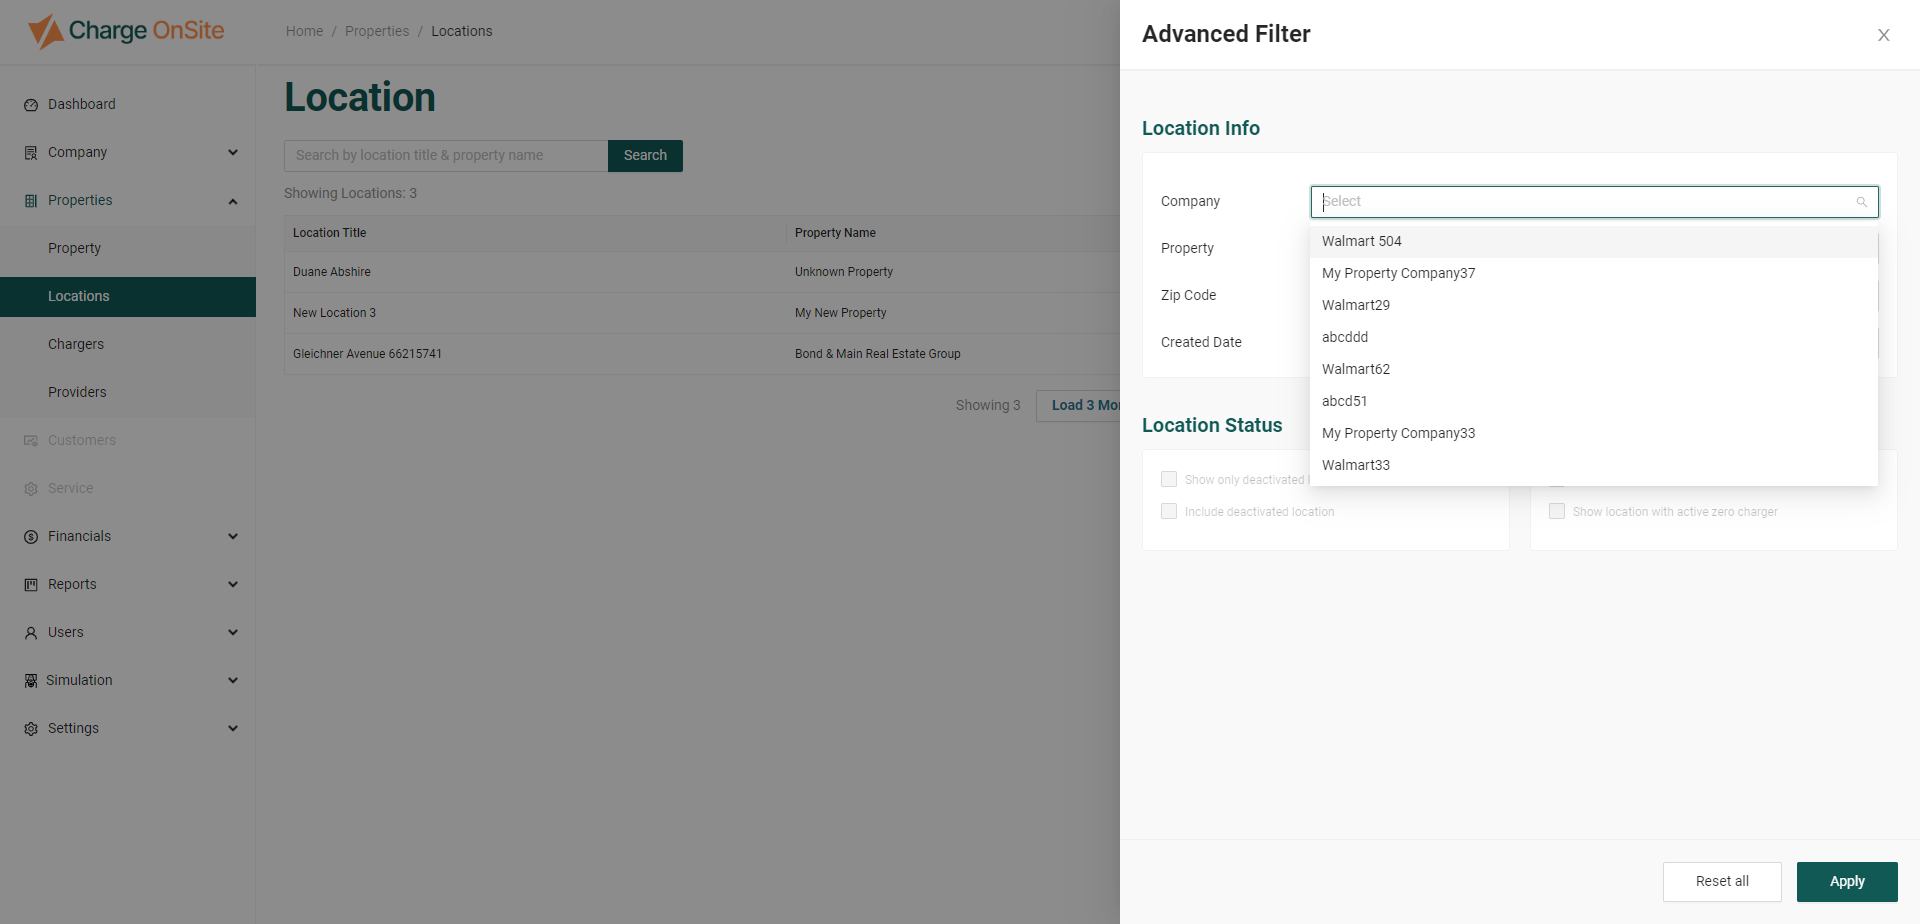 Charge OnSite
Home / Properties / Locations
Dashboard
Company
Properties
Property
Locations
Chargers
Providers
Customers
Service
Financials
Reports
Users
Simulation
Settings
Location
Search by location title & property name
Search
Showing Locations: 3
Location Title Property Name
Duane Abshire Unknown Property
New Location 3 My New Property
Gleichner Avenue 66215741 Bond & Main Real Estate Group
Showing 3 Load 3
Advanced Filter
Location Info
Company Select
Property
Zip Code
Created Date
Walmart 504
My Property Company37
Walmart29
abcddd
Walmart62
abcd51
My Property Company33
Walmart33
Location Status
Show only deactivated
Include deactivated location
Show location with active zero charger
Reset all
Apply